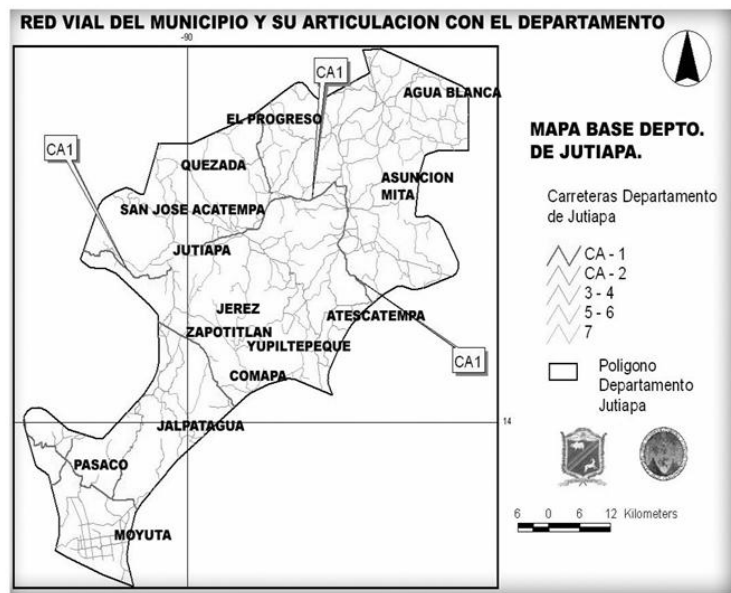 RED VIAL DEL MUNICIPIO Y SU ARTICULACION CON EL DEPARTAMENTO
-90
CA1
AGUA BLANCA
EL PROGRESO
CA1
QUEZADA
ASUNCION
MITA
SAN JOSE ACATEMPA
JUTIAPA
JEREZ
ATESCATEMPA
ZAPOTITLAN
YUPILTEPEQUE
CA1
COMAPA
JALPATAGUA
14
PASACO
MOYUTA
MAPA BASE DEPTO.
DE JUTIAPA.
Carreteras Departamento
de Jutiapa
CA - 1
CA - 2
3 - 4
5 - 6
7
Poligono
Departamento
Jutiapa
6 0 6 12 Kilometers